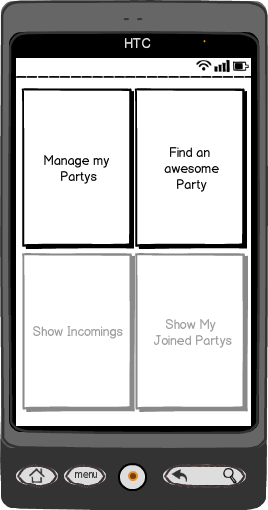 HTC
Manage my
Partys
Find an
awesome
Party
Show Incomings
Show My
Joined Partys
menu